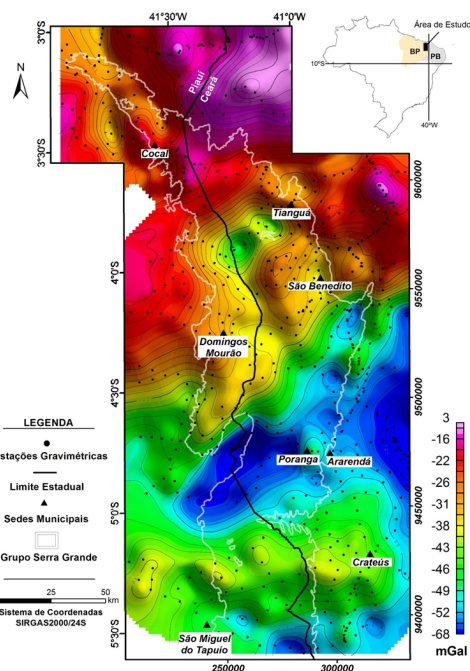 41°30'W
41°0'W
Área de Estudo
3°0'S
BP
PB
10°S
40°W
N
Piauí
Ceará
3°30'S
Cocal
9600000
Tianguá
4°0'S
São Benedito
9550000
Domingos
Mourão
4°30'S
9500000
LEGENDA
stações Gravimétricas
Limite Estadual
Sedes Municipais
Grupo Serra Grande
25
50
km
Sistema de Coordenadas
SIRGAS2000/24S
Poranga
Ararendá
5°0'S
9450000
Crateús
9400000
São Miguel
do Tapuio
5°30'S
250000
300000
3
-16
-22
-26
-29
-31
-38
-43
-46
-49
-52
-56
-68
mGal